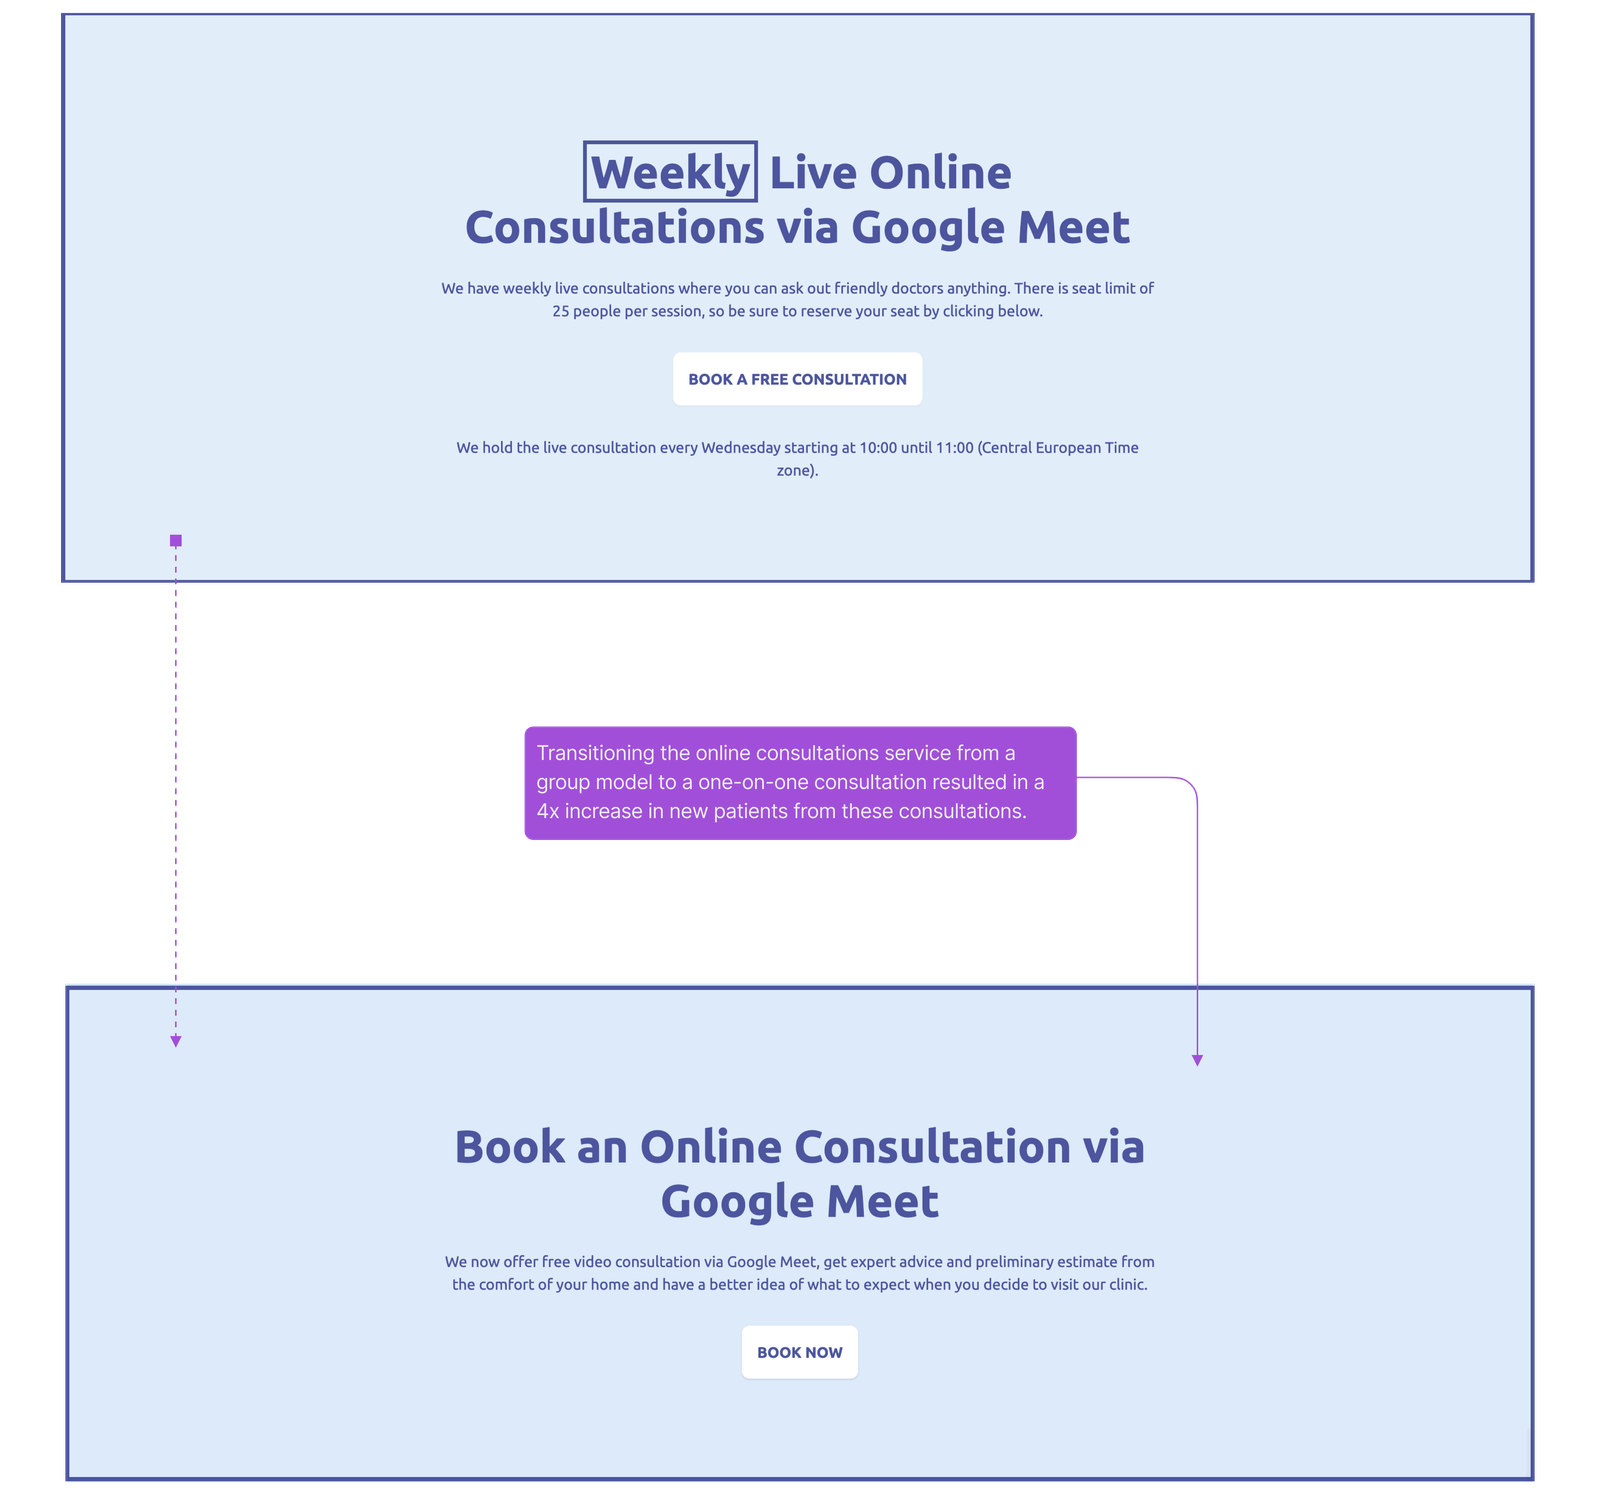 Weekly Live Online
Consultations via Google Meet
We have weekly live consultations where you can ask out friendly doctors anything. There is seat limit of
25 people per session, so be sure to reserve your seat by clicking below.
BOOK A FREE CONSULTATION
We hold the live consultation every Wednesday starting at 10:00 until 11:00 (Central European Time
zone).
Transitioning the online consultations service from a
group model to a one-on-one consultation resulted in a
4x increase in new patients from these consultations.
Book an Online Consultation via
Google Meet
We now offer free video consultation via Google Meet, get expert advice and preliminary estimate from
the comfort of your home and have a better idea of what to expect when you decide to visit our clinic.
BOOK NOW